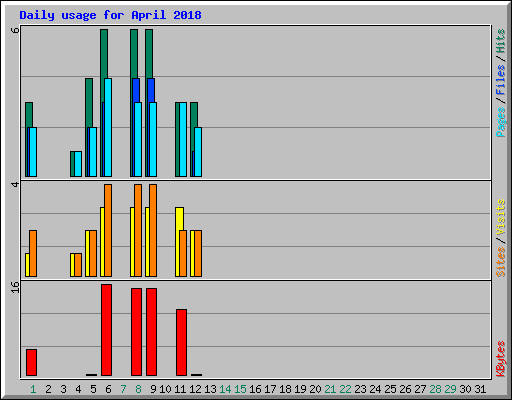 Daily usage for April 2018
6
Pages / Files / Hits
4
Sites / Visits
16
KBytes
1 2 3 4 5 6 7 8 9 10 11 12 13 14 15 16 17 18 19 20 21 22 23 24 25 26 27 28 29 30 31